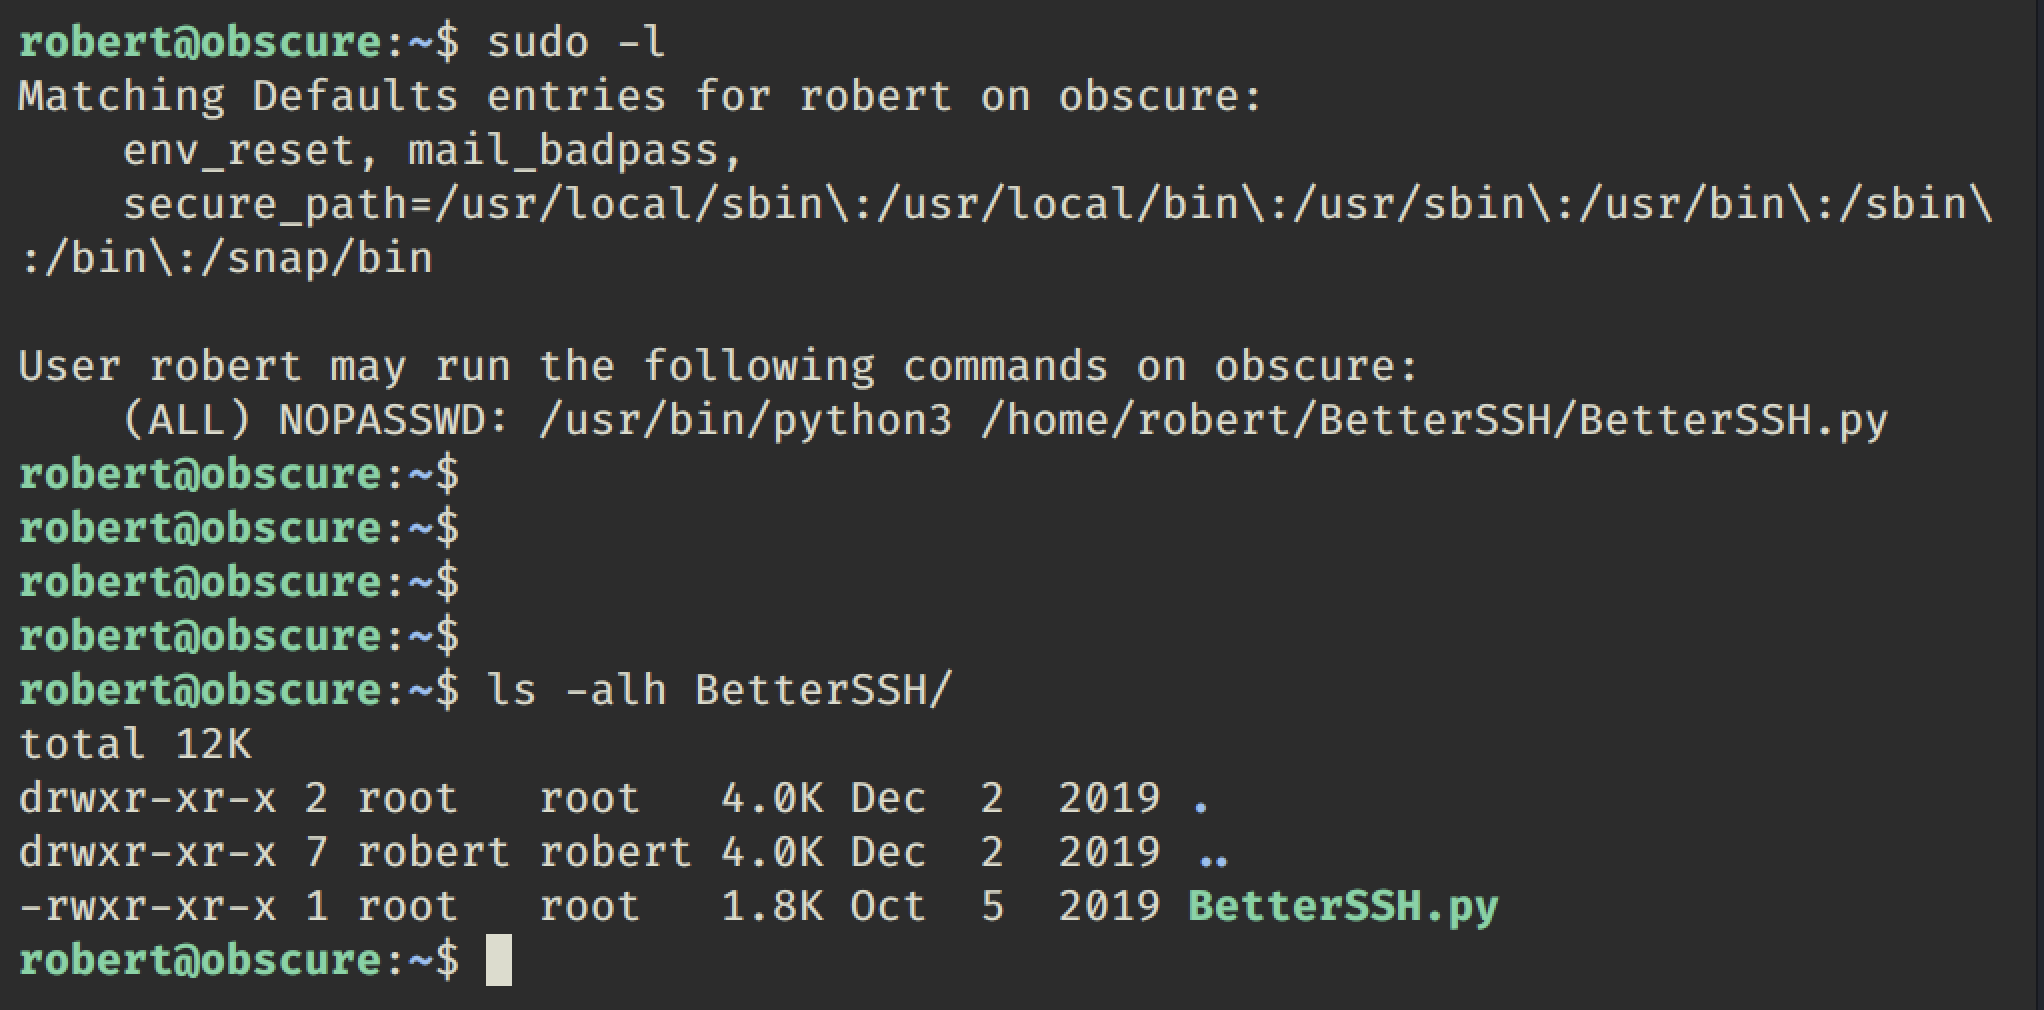 robert@obscure:~$ sudo -l
Matching Defaults entries for robert on obscure:
    env_reset, mail_badpass,
    secure_path=/usr/local/sbin\:/usr/local/bin\:/usr/sbin\:/usr/bin\:/sbin\
:/bin\:/snap/bin

User robert may run the following commands on obscure:
    (ALL) NOPASSWD: /usr/bin/python3 /home/robert/BetterSSH/BetterSSH.py
robert@obscure:~$
robert@obscure:~$
robert@obscure:~$
robert@obscure:~$
robert@obscure:~$ ls -alh BetterSSH/
total 12K
drwxr-xr-x 2 root   root   4.0K Dec  2  2019 .
drwxr-xr-x 7 robert robert 4.0K Dec  2  2019 ..
-rwxr-xr-x 1 root   root   1.8K Oct  5  2019 BetterSSH.py
robert@obscure:~$